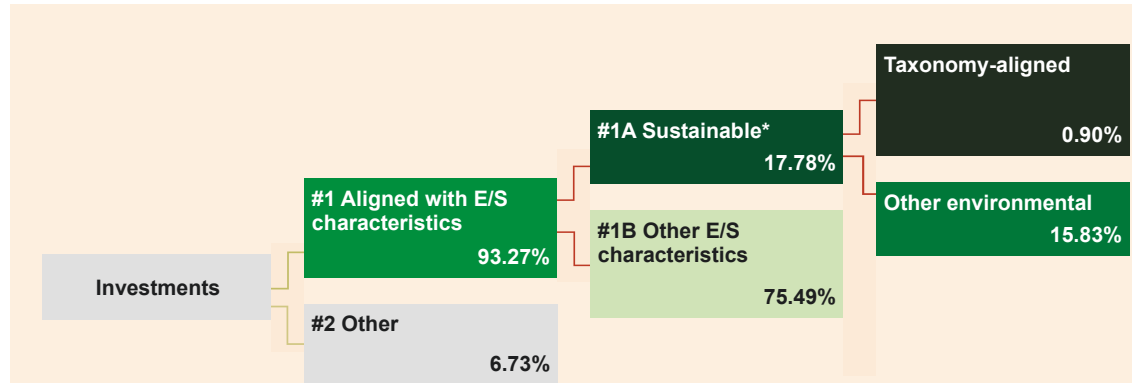 Investments
#1 Aligned with E/S
characteristics
93.27%
#2 Other
6.73%
#1A Sustainable*
17.78%
#1B Other E/S
characteristics
75.49%
Taxonomy-aligned
0.90%
Other environmental
15.83%